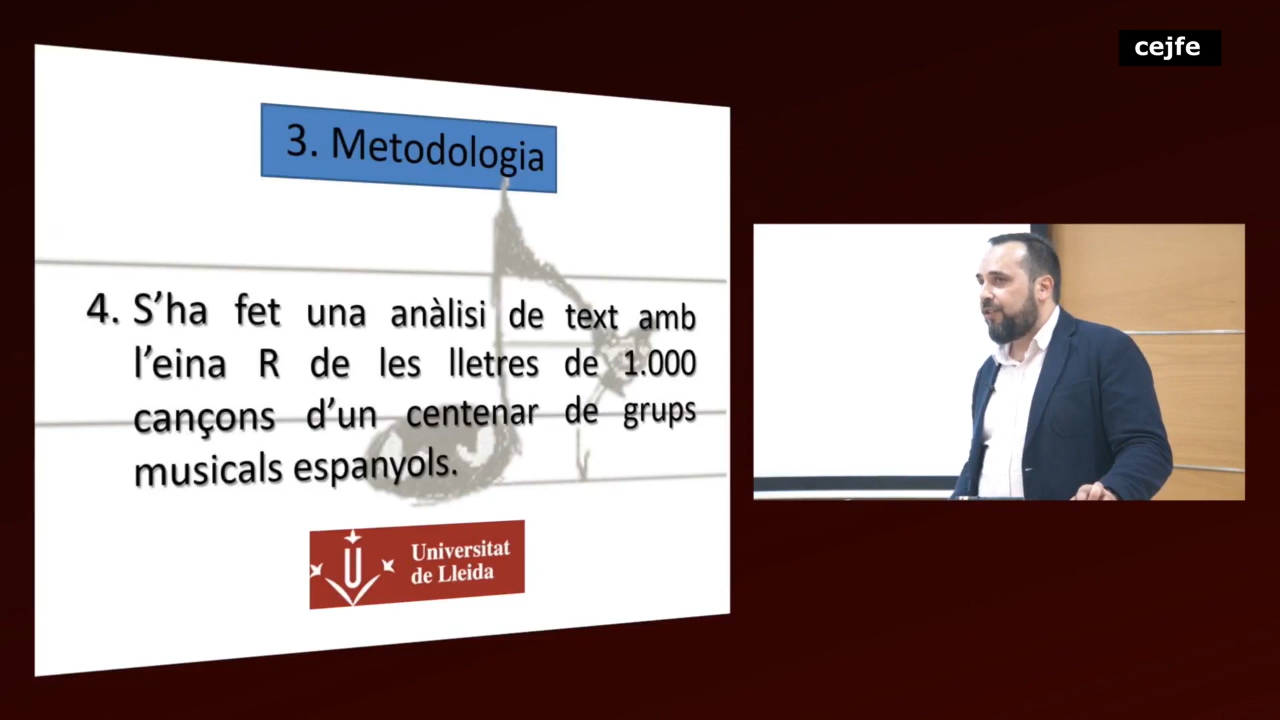 cejfe
3. Metodologia
4. S’ha fet una anàlisi de text amb
l’eina R de les lletres de 1.000
cançons d’un centenar de grups
musicals espanyols.
U
Universitat
de Lleida